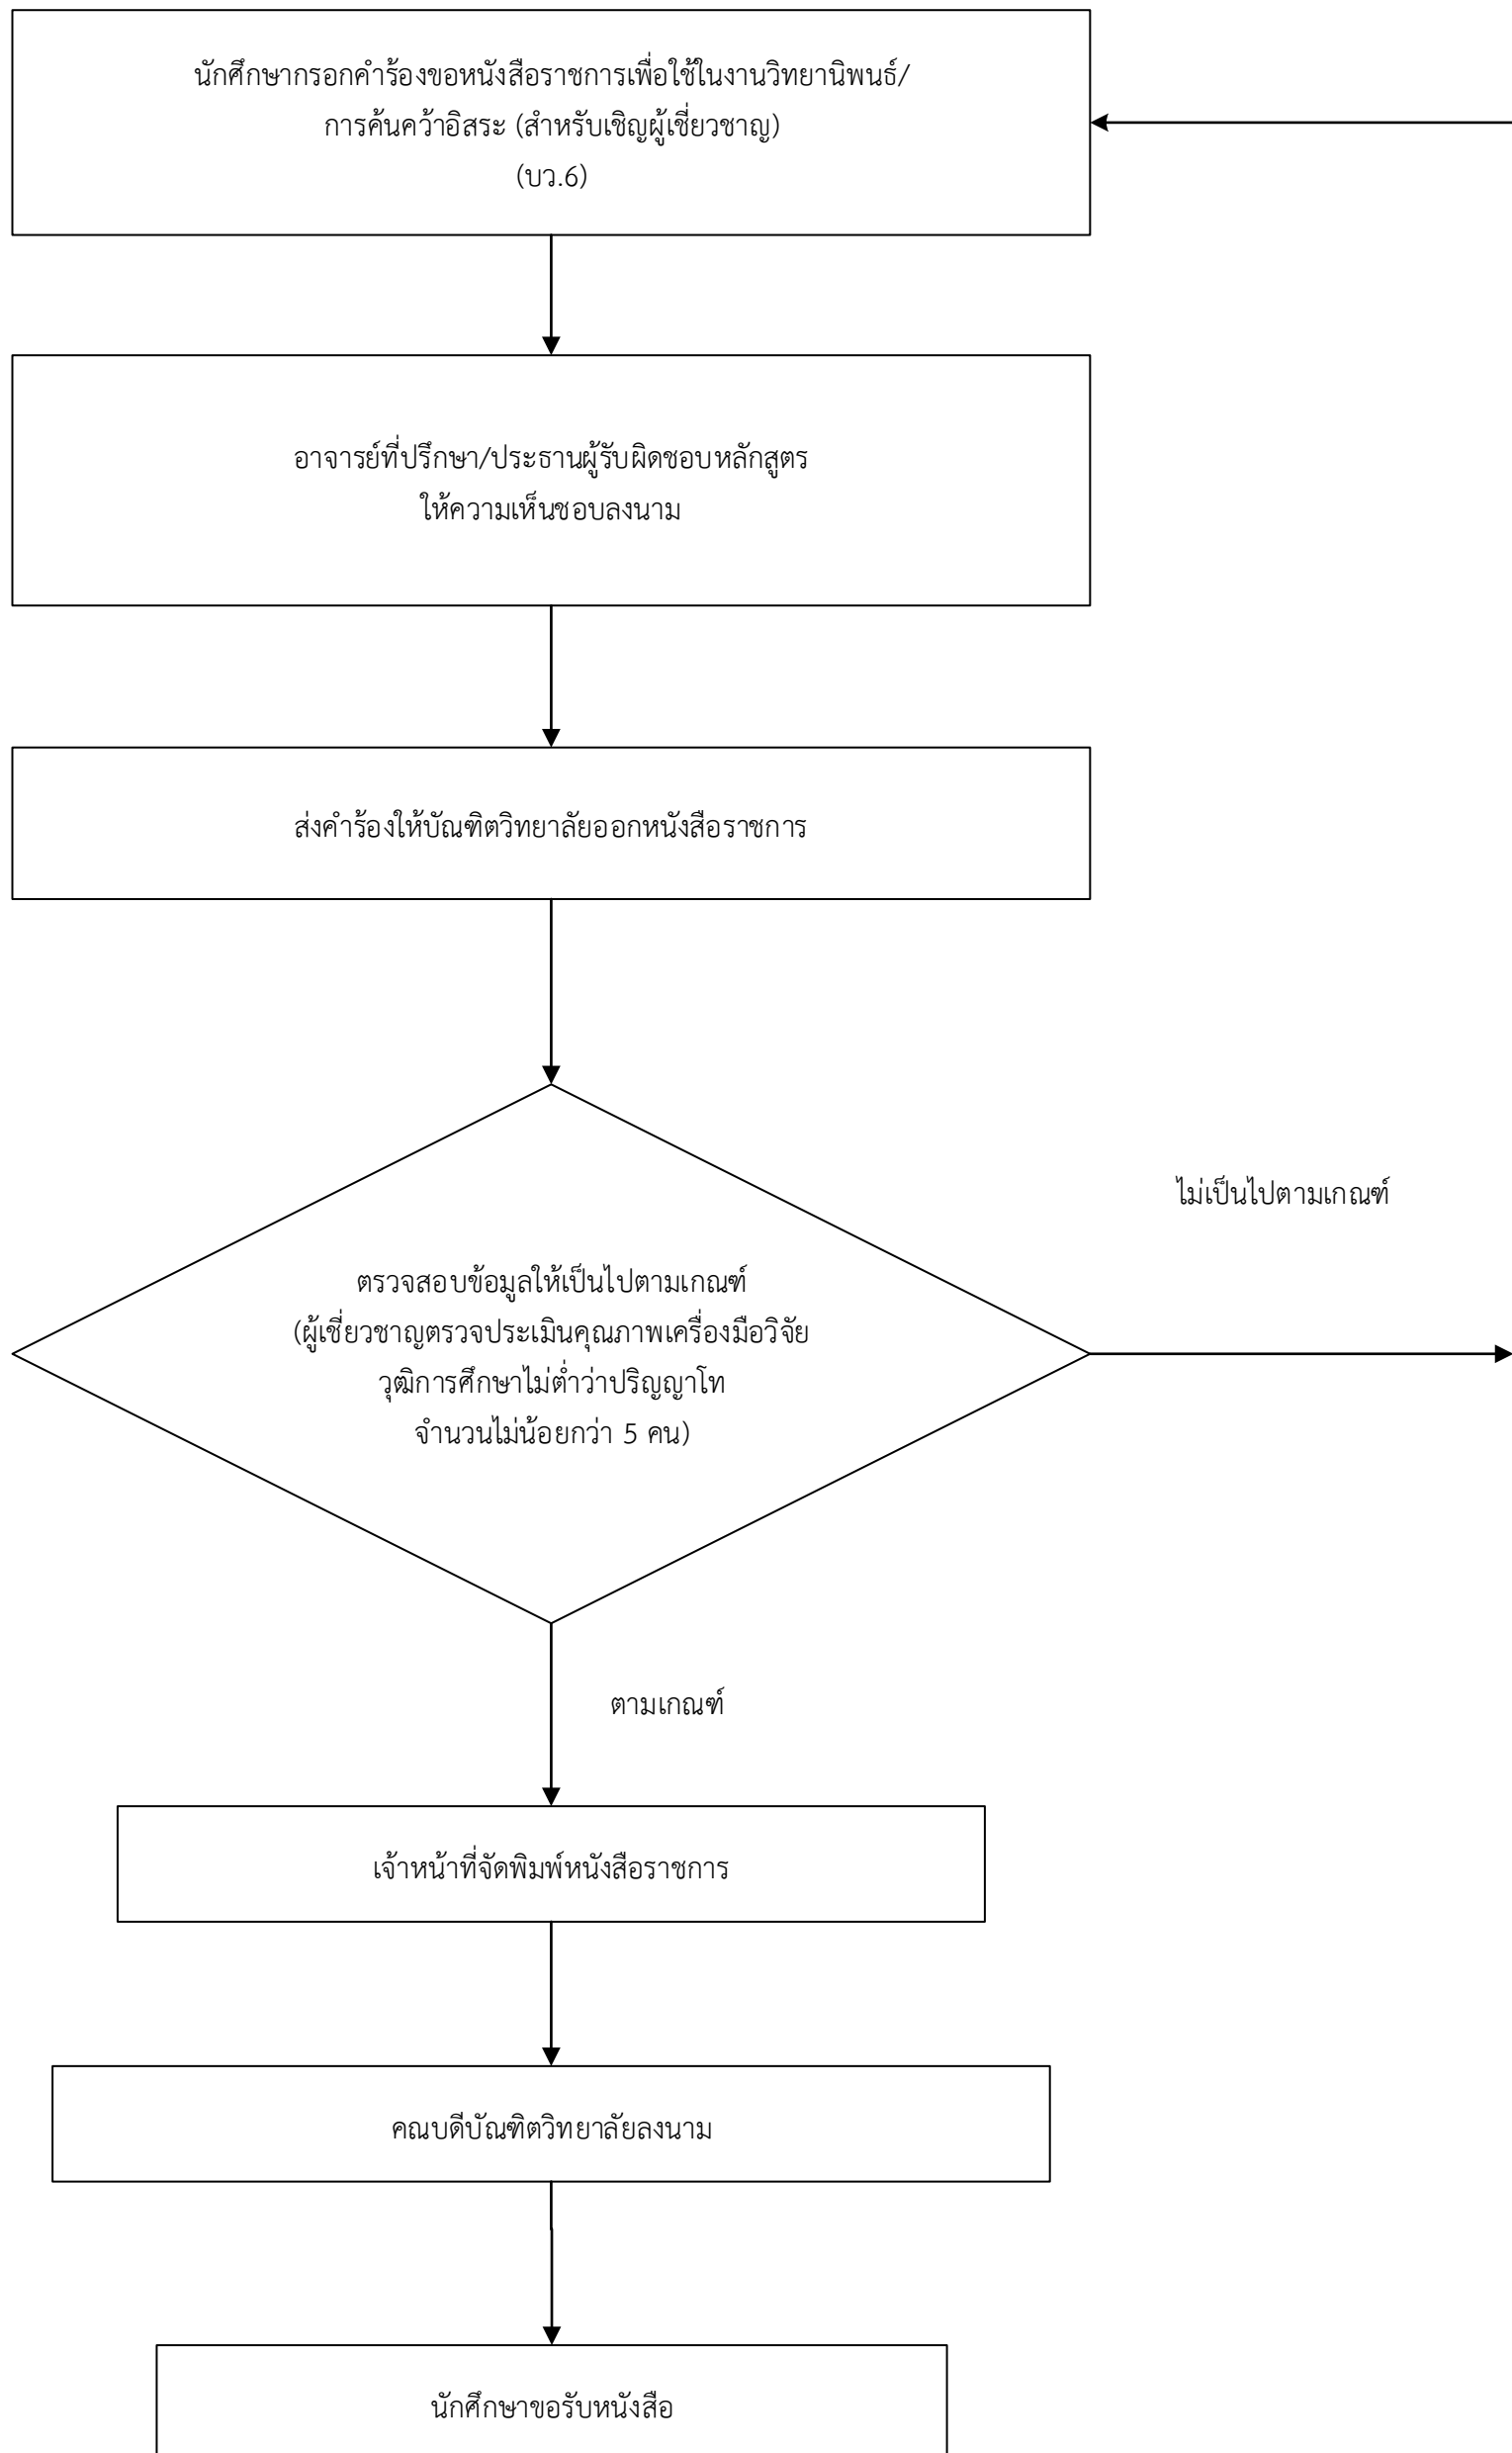 นักศึกษากรอกคำร้องขอหนังสือราชการเพื่อใช้ในงานวิทยานิพนธ์/
การค้นคว้าอิสระ (สำหรับเชิญผู้เชี่ยวชาญ)
(บว.6)
อาจารย์ที่ปรึกษา/ประธานผู้รับผิดชอบหลักสูตร
ให้ความเห็นชอบลงนาม
ส่งคำร้องให้บัณฑิตวิทยาลัยออกหนังสือราชการ
ไม่เป็นไปตามเกณฑ์
ตรวจสอบข้อมูลให้เป็นไปตามเกณฑ์
(ผู้เชี่ยวชาญตรวจประเมินคุณภาพเครื่องมือวิจัย
วุฒิการศึกษาไม่ต่ำว่าปริญญาโท
จำนวนไม่น้อยกว่า 5 คน)
ตามเกณฑ์
เจ้าหน้าที่จัดพิมพ์หนังสือราชการ
คณบดีบัณฑิตวิทยาลัยลงนาม
นักศึกษาขอรับหนังสือ